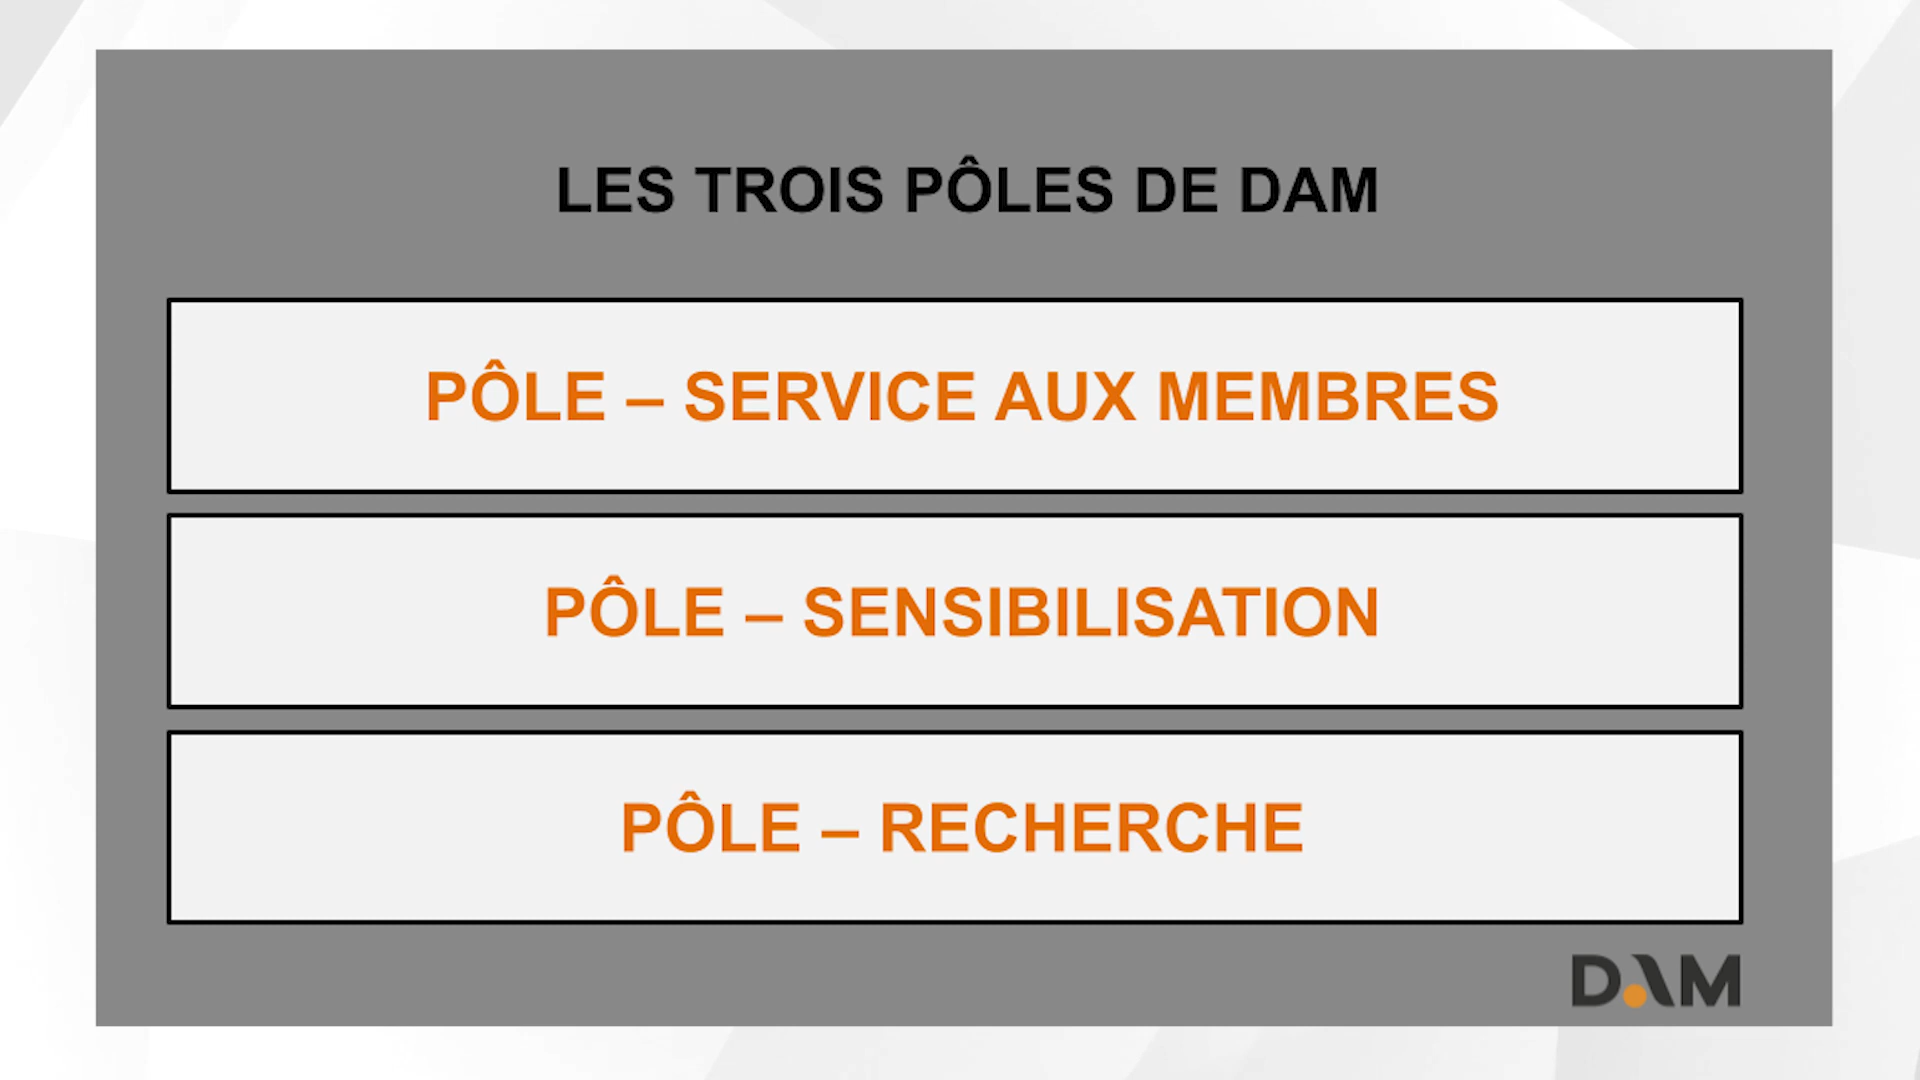 LES TROIS PÔLES DE DAM
PÔLE – SERVICE AUX MEMBRES
PÔLE – SENSIBILISATION
PÔLE – RECHERCHE
DAM